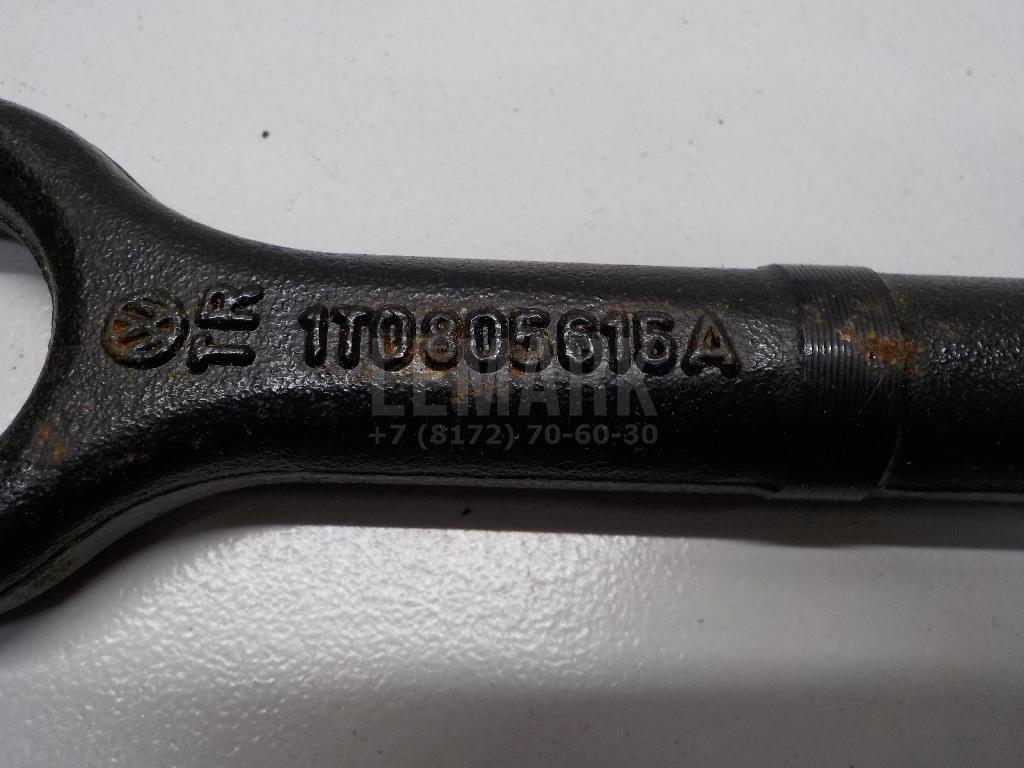 TR
1T0805615A
LEMARK
+7 (8172) 70-60-30